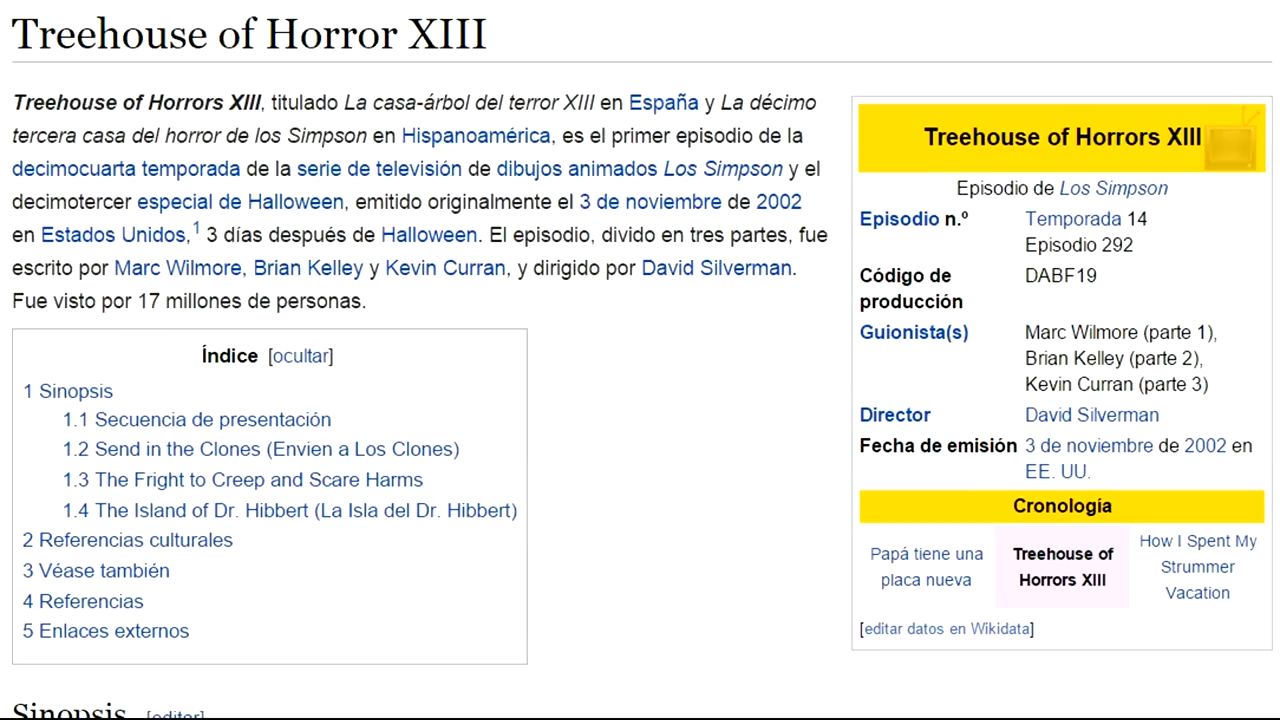 Treehouse of Horror XIII
Treehouse of Horrors XIII, titulado La casa-árbol del terror XIII en España y La décimo
tercera casa del horror de los Simpson en Hispanoamérica, es el primer episodio de la
decimocuarta temporada de la serie de televisión de dibujos animados Los Simpson y el
decimotercer especial de Halloween, emitido originalmente el 3 de noviembre de 2002
en Estados Unidos,1 3 días después de Halloween. El episodio, divido en tres partes, fue
escrito por Marc Wilmore, Brian Kelley y Kevin Curran, y dirigido por David Silverman.
Fue visto por 17 millones de personas.
Índice [ocultar]
1 Sinopsis
1.1 Secuencia de presentación
1.2 Send in the Clones (Envien a Los Clones)
1.3 The Fright to Creep and Scare Harms
1.4 The Island of Dr. Hibbert (La Isla del Dr. Hibbert)
2 Referencias culturales
3 Véase también
4 Referencias
5 Enlaces externos
Sinopsis [editar]
Treehouse of Horrors XIII
Episodio de Los Simpson
Episodio n.º Temporada 14
Episodio 292
Código de DABF19
producción
Guionista(s) Marc Wilmore (parte 1),
Brian Kelley (parte 2),
Kevin Curran (parte 3)
Director David Silverman
Fecha de emisión 3 de noviembre de 2002 en
EE. UU.
Cronología
Papá tiene una
placa nueva
Treehouse of
Horrors XIII
How I Spent My
Strummer
Vacation
[editar datos en Wikidata]